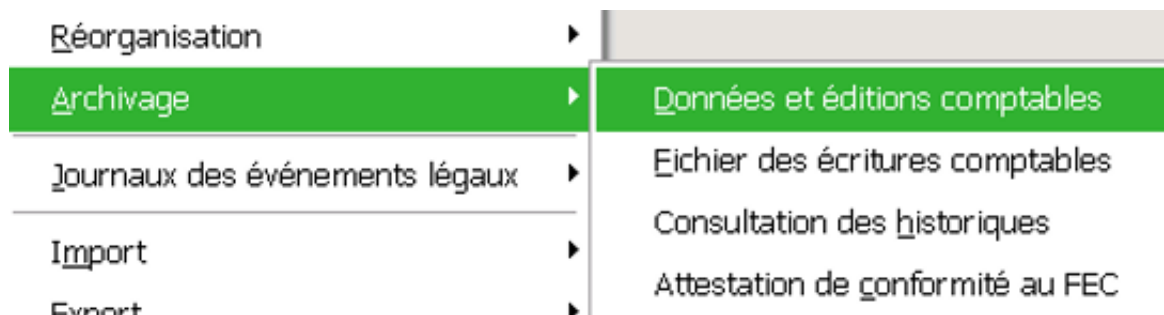 Réorganisation
Archivage
Données et éditions comptables
Journaux des événements légaux
Fichier des écritures comptables
Consultation des historiques
Import
Attestation de conformité au FEC
Export